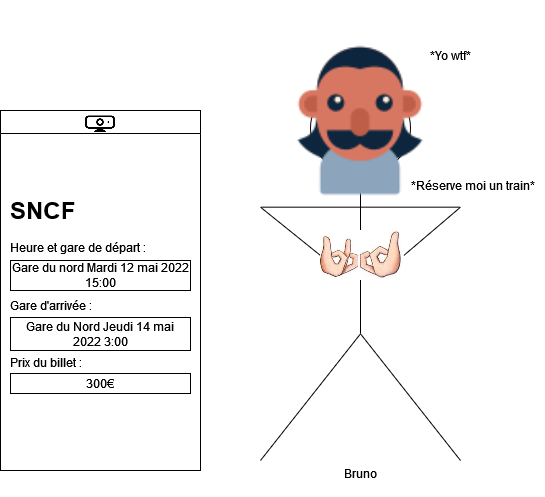 *Yo wtf*
*Réserve moi un train*
SNCF
Heure et gare de départ :
Gare du nord Mardi 12 mai 2022
15:00
Gare d'arrivée :
Gare du Nord Jeudi 14 mai
2022 3:00
Prix du billet :
300€
Bruno